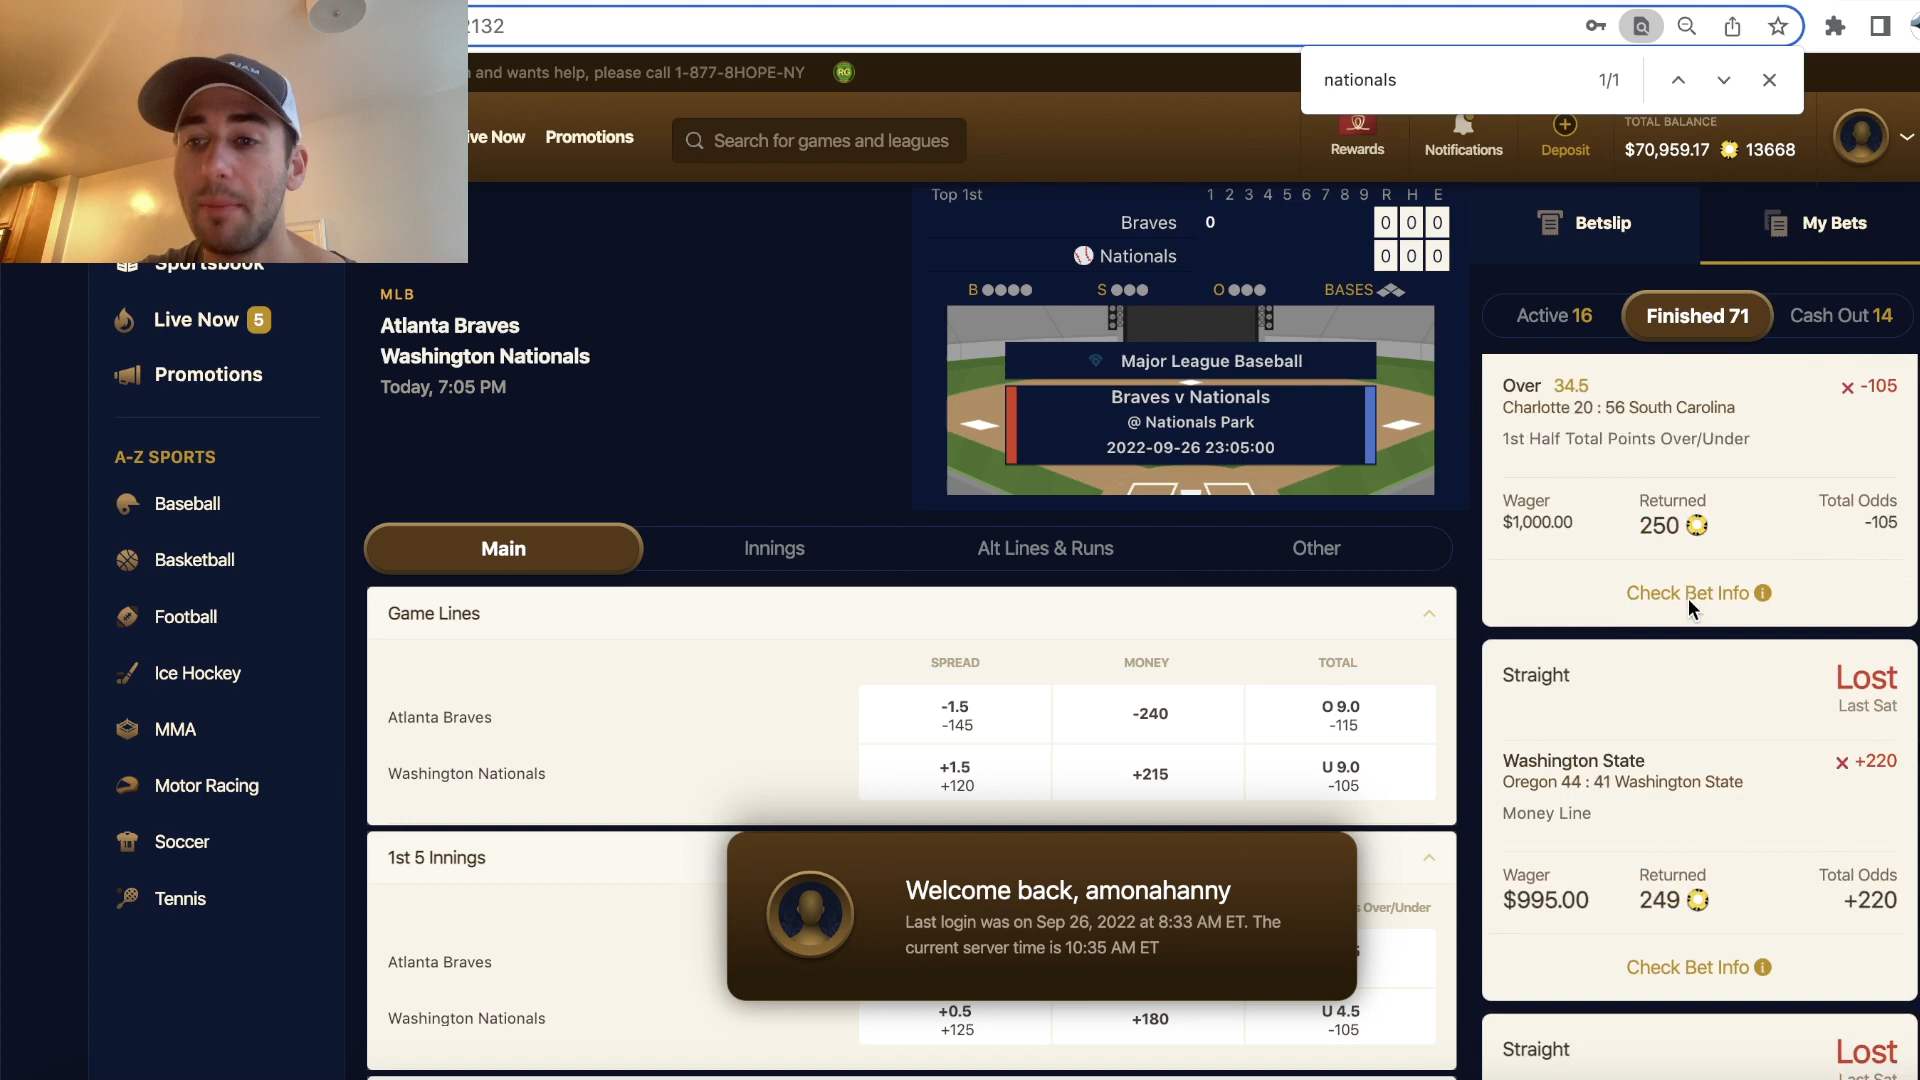 2132
and wants help, please call 1-877-8HOPE-NY
RG
nationals
1/1
ive Now
Promotions
Search for games and leagues
Rewards
Notifications
Deposit
TOTAL BALANCE
$70,959.17
13668
Sportsbook
Live Now 5
Promotions
A-Z SPORTS
Baseball
Basketball
Football
Ice Hockey
MMA
Motor Racing
Soccer
Tennis
MLB
Atlanta Braves
Washington Nationals
Today, 7:05 PM
Top 1st
1 2 3 4 5 6 7 8 9 R H E
Braves 0 0 0 0
Nationals 0 0 0
B S O BASES
Major League Baseball
Braves v Nationals
@ Nationals Park
2022-09-26 23:05:00
Main
Innings
Alt Lines & Runs
Other
Game Lines
SPREAD MONEY TOTAL
Atlanta Braves
-1.5
-145
-240
O 9.0
-115
Washington Nationals
+1.5
+120
+215
U 9.0
-105
1st 5 Innings
s Over/Under
Atlanta Braves
Washington Nationals
+0.5
+125
+180
U 4.5
-105
Welcome back, amonahanny
Last login was on Sep 26, 2022 at 8:33 AM ET. The
current server time is 10:35 AM ET
Betslip
My Bets
Active 16
Finished 71
Cash Out 14
Over 34.5
-105
Charlotte 20 : 56 South Carolina
1st Half Total Points Over/Under
Wager Returned Total Odds
$1,000.00 250 -105
Check Bet Info
Straight
Lost
Last Sat
Washington State
+220
Oregon 44 : 41 Washington State
Money Line
Wager Returned Total Odds
$995.00 249 +220
Check Bet Info
Straight
Lost
Last Sat